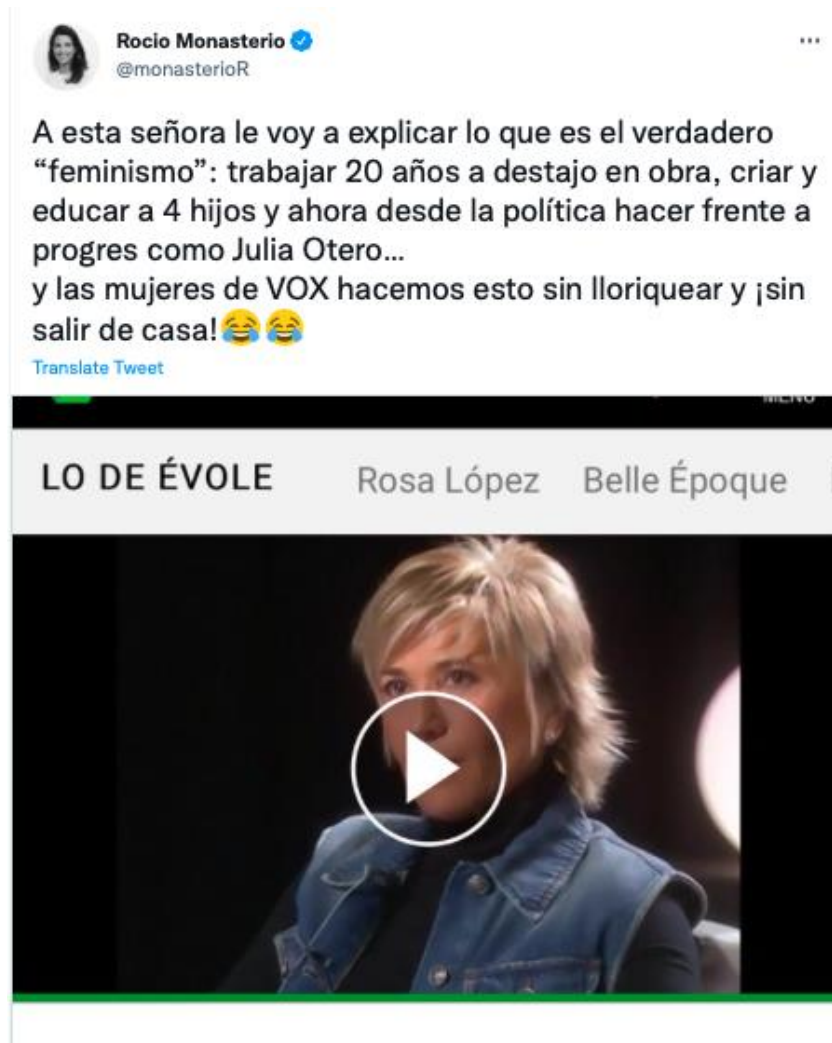 Rocio Monasterio
@monasterioR
A esta señora le voy a explicar lo que es el verdadero
“feminismo”: trabajar 20 años a destajo en obra, criar y
educar a 4 hijos y ahora desde la política hacer frente a
progres como Julia Otero...
y las mujeres de VOX hacemos esto sin lloriquear y ¡sin
salir de casa!😂😂
Translate Tweet
LO DE ÉVOLE Rosa López Belle Époque